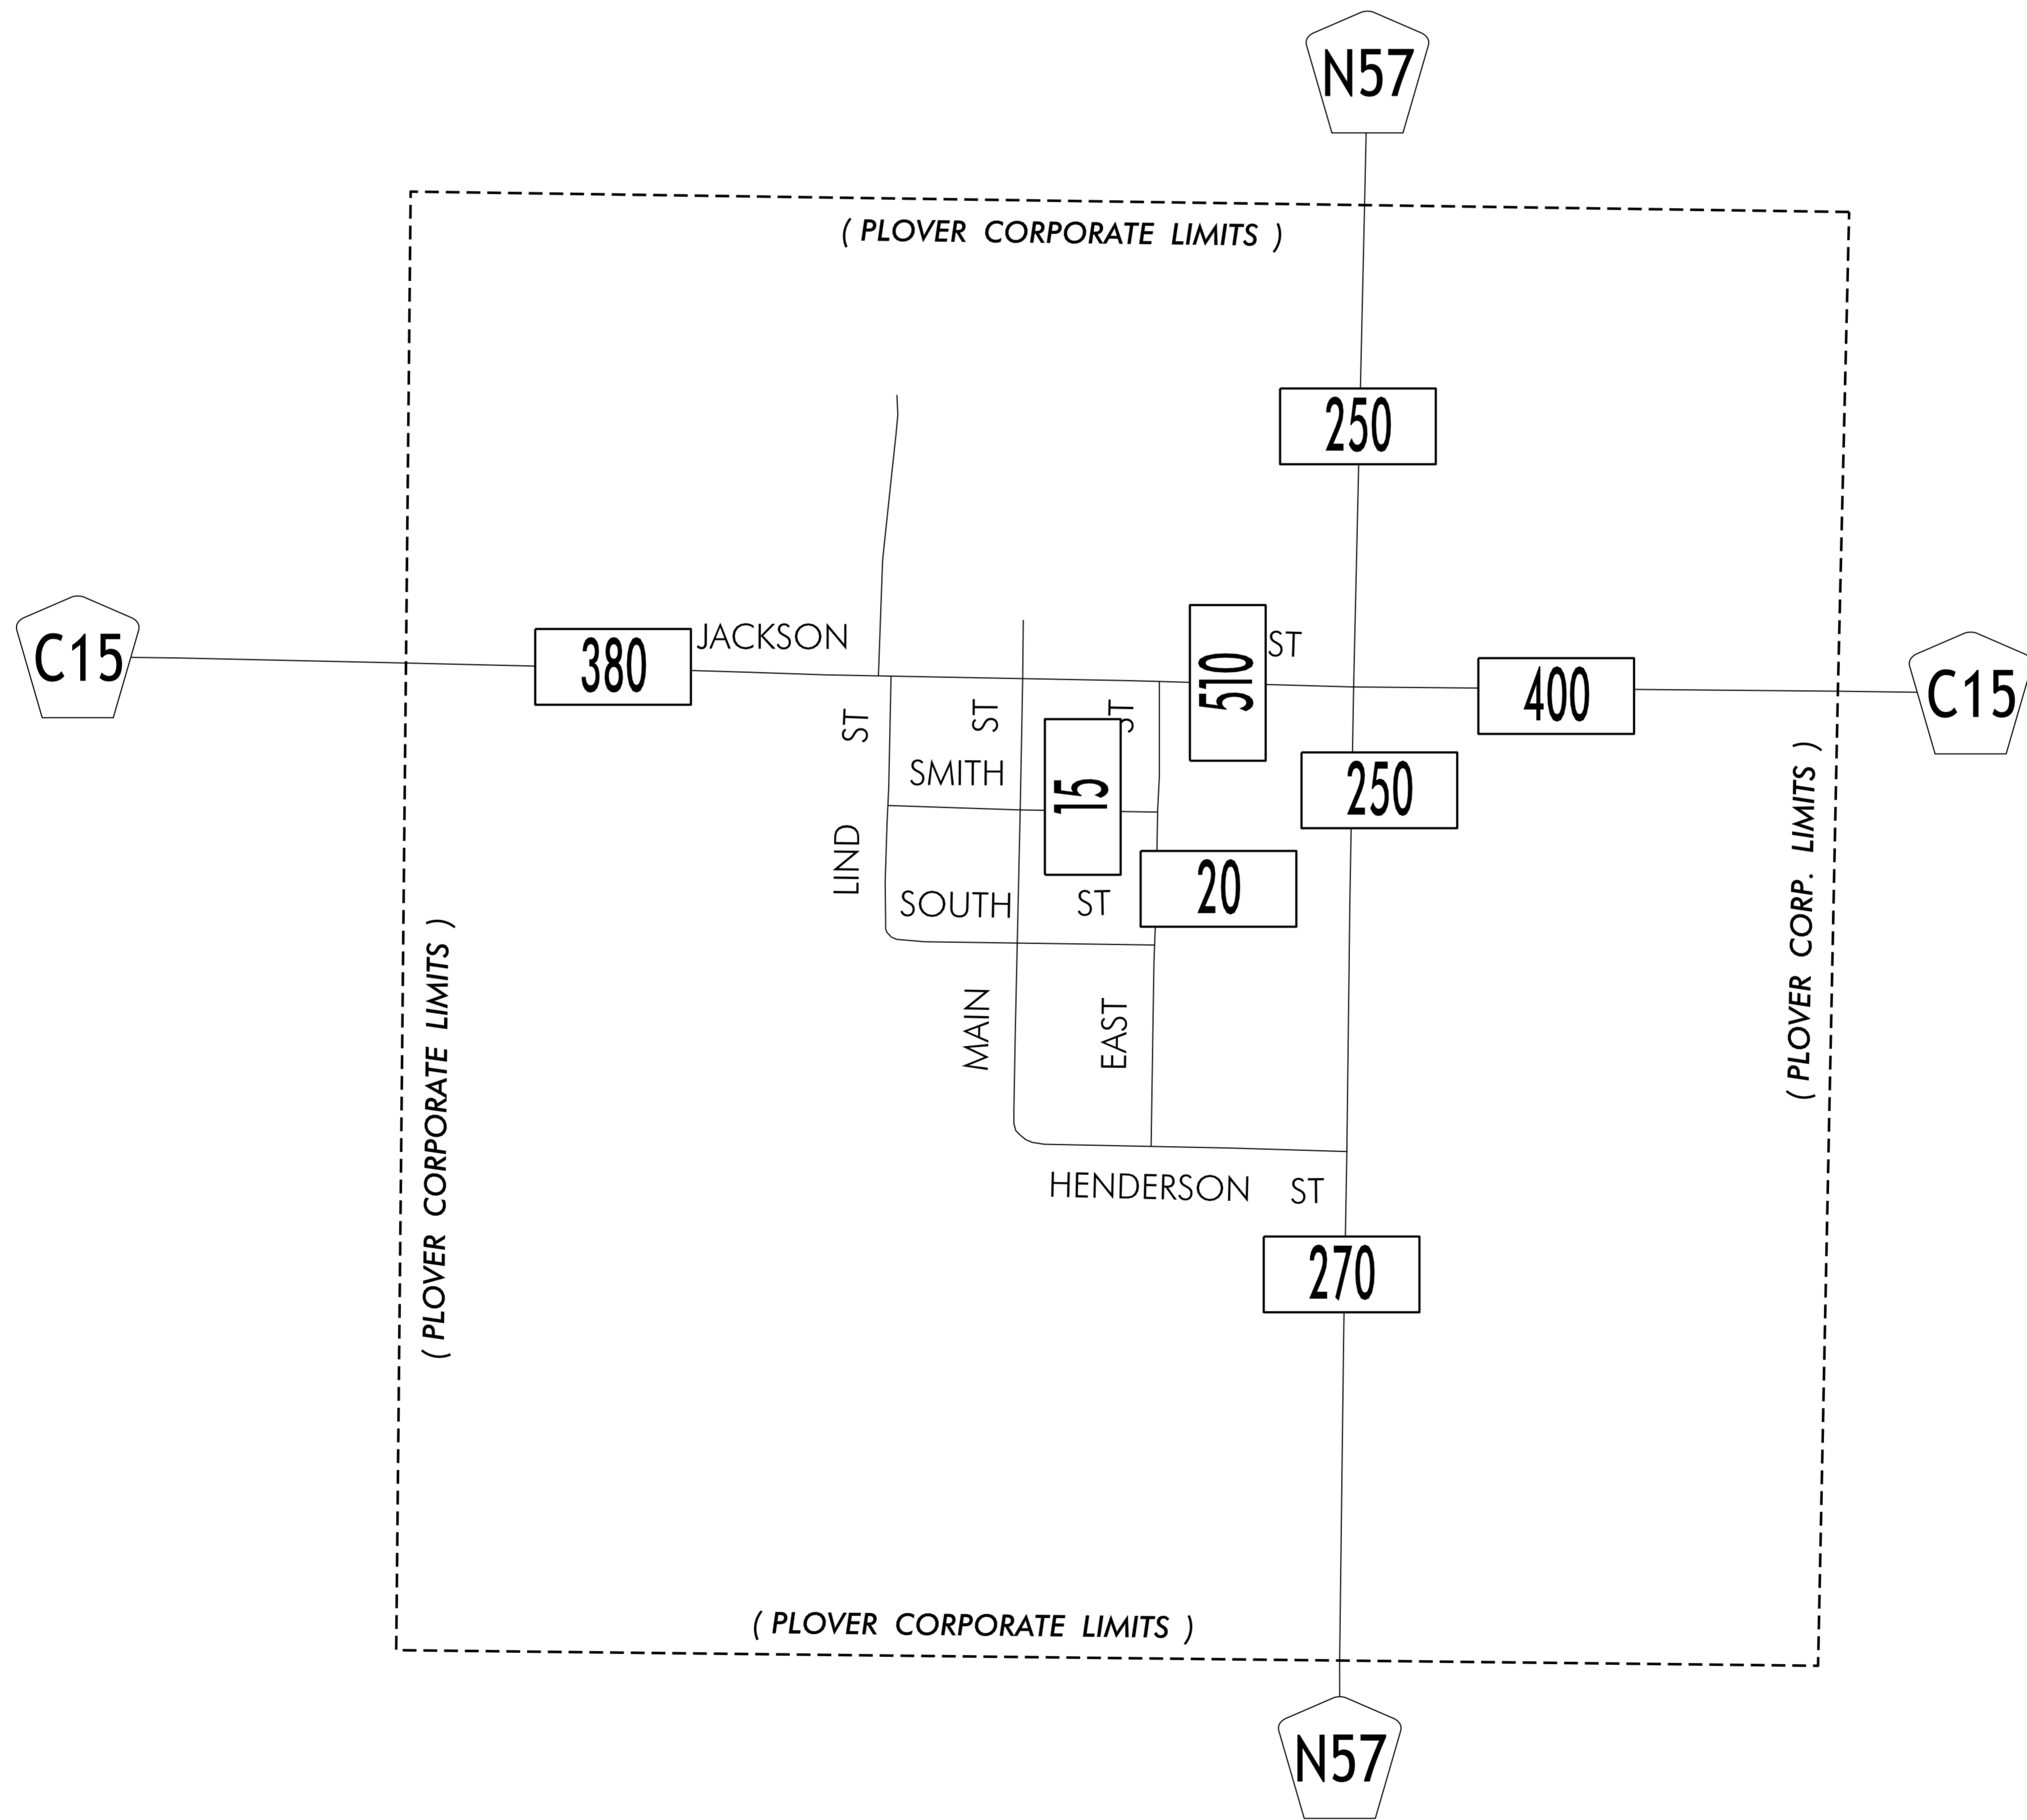 N57
( PLOVER CORPORATE LIMITS )
250
C15
380
JACKSON
510
ST
400
C15
ST
ST
ST
SMITH
15
250
LIND
SOUTH
ST
20
( PLOVER CORP. LIMITS )
( PLOVER CORPORATE LIMITS )
MAIN
EAST
HENDERSON ST
270
( PLOVER CORPORATE LIMITS )
N57